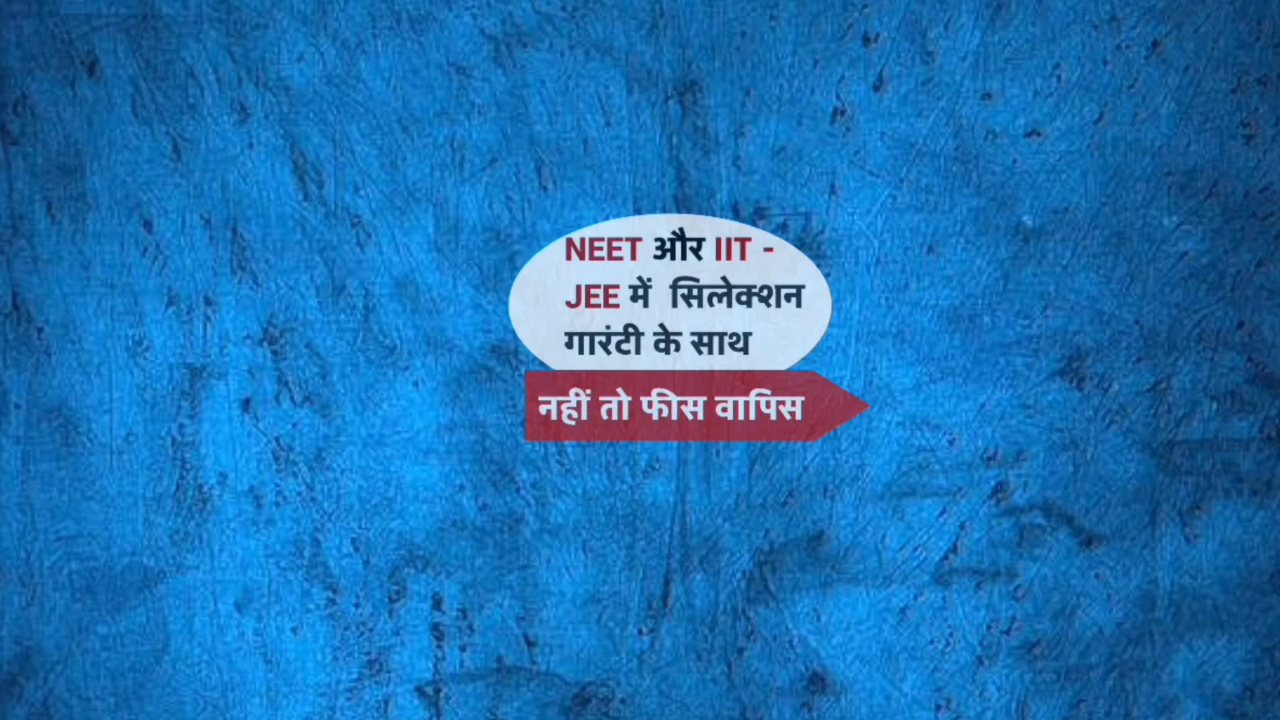 NEET और IIT -
JEE में सिलेक्शन
गारंटी के साथ
नहीं तो फीस वापिस